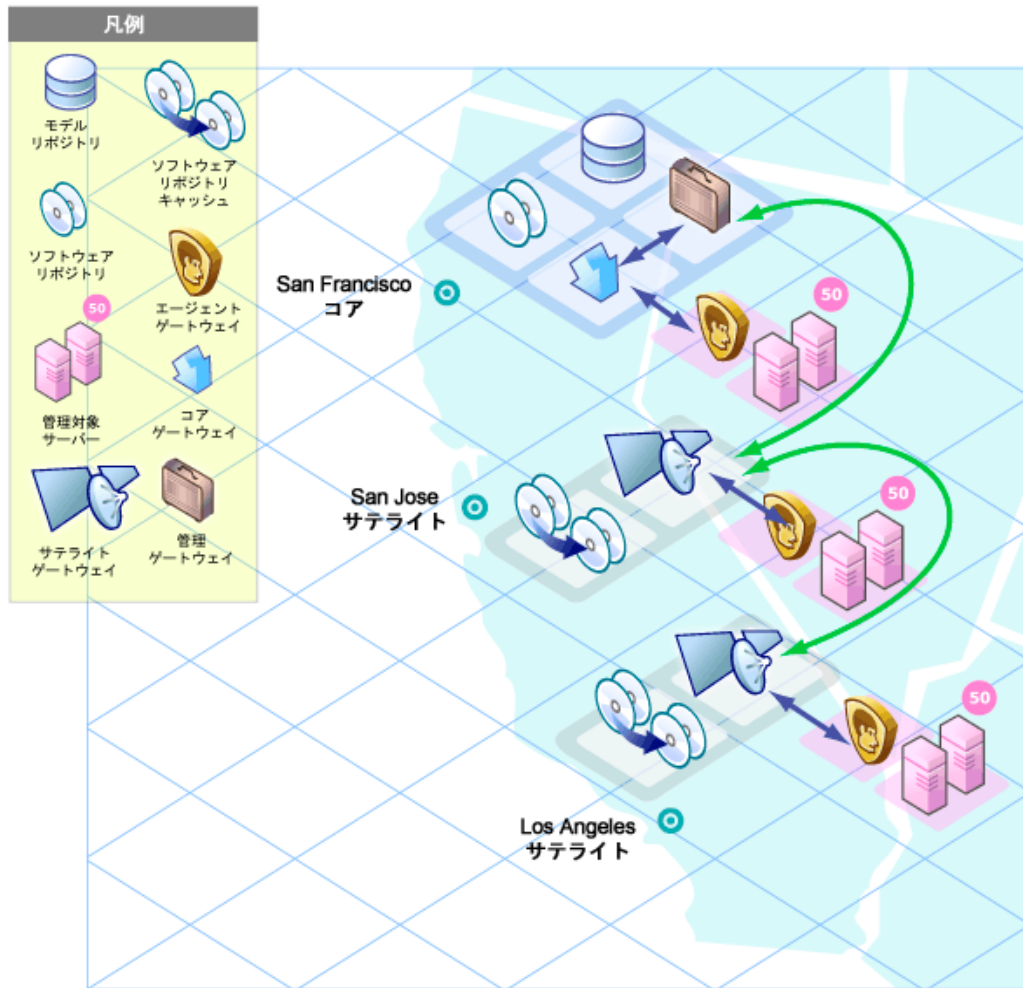 凡例
モデル
リポジトリ
ソフトウェア
リポジトリ
キャッシュ
ソフトウェア
リポジトリ
エージェント
ゲートウェイ
50
管理対象
サーバー
コア
ゲートウェイ
サテライト
ゲートウェイ
管理
ゲートウェイ
San Francisco
コア
50
San Jose
サテライト
50
Los Angeles
サテライト
50